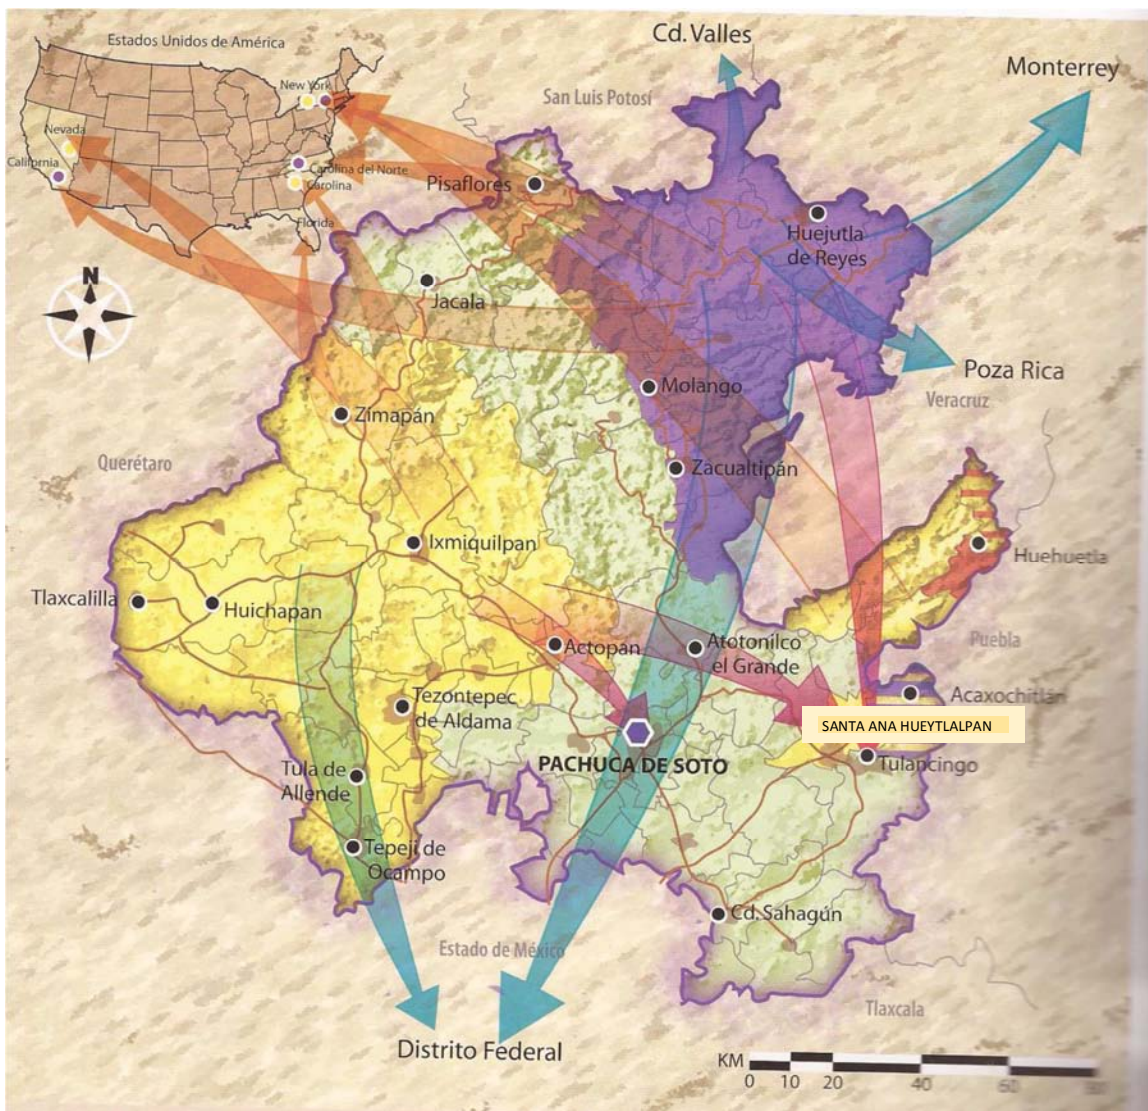 Estados Unidos de América
New York
Nevada
California
Carolina del Norte
Carolina
Florida
Cd. Valles
Monterrey
San Luis Potosí
Pisaflores
Huejutla
de Reyes
N
Jacala
Poza Rica
Molango
Veracruz
Zimapán
Querétaro
Zacualtipán
Ixmiquilpan
Huehuetla
Tlaxcalilla
Huichapan
Puebla
Actopan
Atotonilco
el Grande
Acaxochitlán
Tezontepec
de Aldama
SANTA ANA HUEYTLALPAN
PACHUCA DE SOTO
Tulancingo
Tula de
Allende
Tepeji de
Ocampo
Cd. Sahagún
Estado de México
Tlaxcala
Distrito Federal
KM
0 10 20 40 60 80